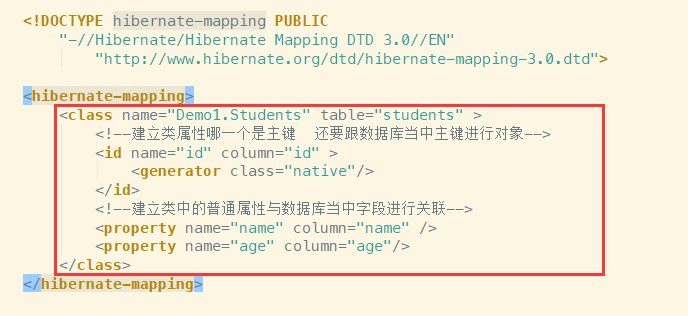 <!DOCTYPE hibernate-mapping PUBLIC
"-//Hibernate/Hibernate Mapping DTD 3.0//EN"
"http://www.hibernate.org/dtd/hibernate-mapping-3.0.dtd">
<hibernate-mapping>
<class name="Demo1.Students" table="students" >
<!--建立类属性哪一个是主键 还要跟数据库当中主键进行对象-->
<id name="id" column="id" >
<generator class="native"/>
</id>
<!--建立类中的普通属性与数据库当中字段进行关联-->
<property name="name" column="name" />
<property name="age" column="age"/>
</class>
</hibernate-mapping>